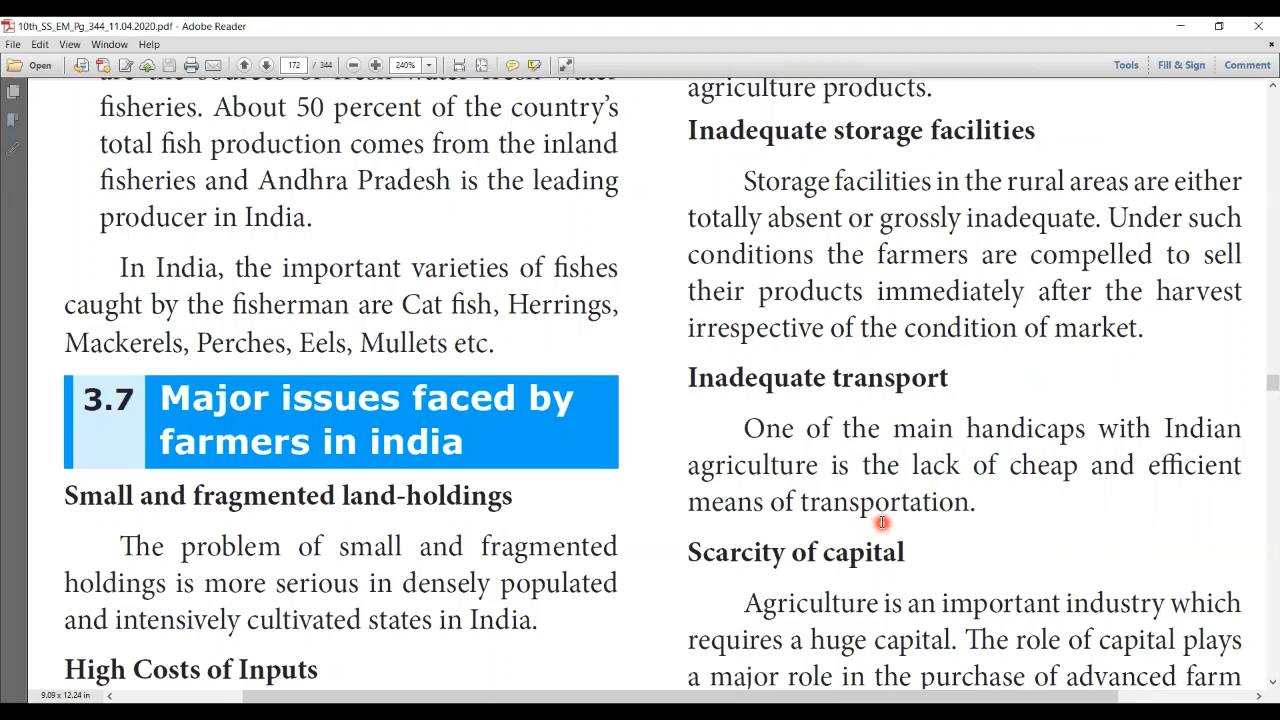 10th_SS_EM_Pg_344_11.04.2020.pdf - Adobe Reader
File Edit View Window Help
Open 172 / 344 240% Tools Fill & Sign Comment
are the sources of fresh water fresh water
fisheries. About 50 percent of the country's
total fish production comes from the inland
fisheries and Andhra Pradesh is the leading
producer in India.
In India, the important varieties of fishes
caught by the fisherman are Cat fish, Herrings,
Mackerels, Perches, Eels, Mullets etc.
3.7 Major issues faced by
farmers in india
Small and fragmented land-holdings
The problem of small and fragmented
holdings is more serious in densely populated
and intensively cultivated states in India.
High Costs of Inputs
agriculture products.
Inadequate storage facilities
Storage facilities in the rural areas are either
totally absent or grossly inadequate. Under such
conditions the farmers are compelled to sell
their products immediately after the harvest
irrespective of the condition of market.
Inadequate transport
One of the main handicaps with Indian
agriculture is the lack of cheap and efficient
means of transportation.
Scarcity of capital
Agriculture is an important industry which
requires a huge capital. The role of capital plays
a major role in the purchase of advanced farm
9.09 x 12.24 in